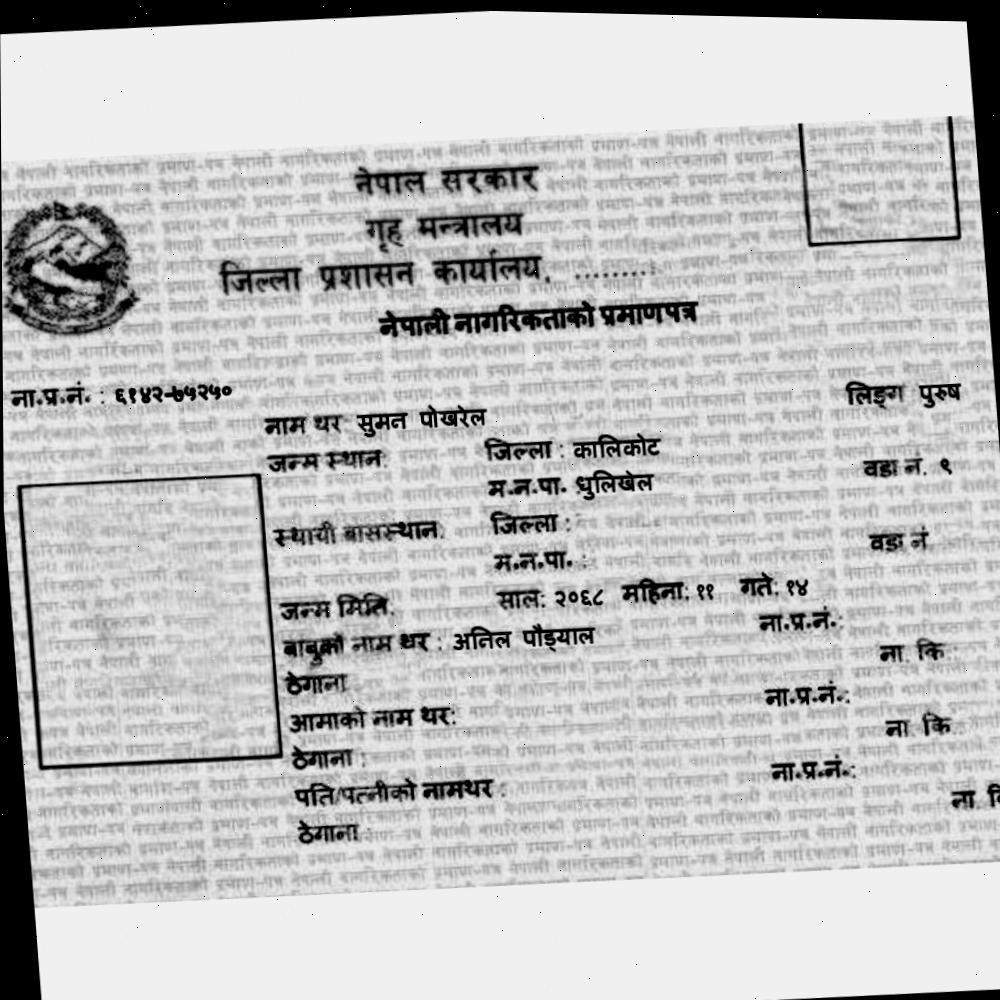 नेपाल सरकार
गृह मन्त्रालय
जिल्ला प्रशासन कार्यालय, .........
नेपाली नागरिकताको प्रमाणपत्र
ना.प्र.नं. : ६१४२-७५२५० लिङ्ग पुरुष
नाम थर सुमन पोखरेल
जन्म स्थान: जिल्ला : कालिकोट
म.न.पा. धुलिखेल वडा नं. ९
स्थायी बासस्थान: जिल्ला :
म.न.पा. : वडा नं
जन्म मिति: साल: २०६८ महिना: ११ गते: १४
बाबुको नाम थर : अनिल पौड्याल ना.प्र.नं.:
ठेगाना ना. कि :
आमाको नाम थर: ना.प्र.नं.:
ठेगाना : ना. कि :
पति/पत्नीको नामथर : ना.प्र.नं.:
ठेगाना : ना. कि